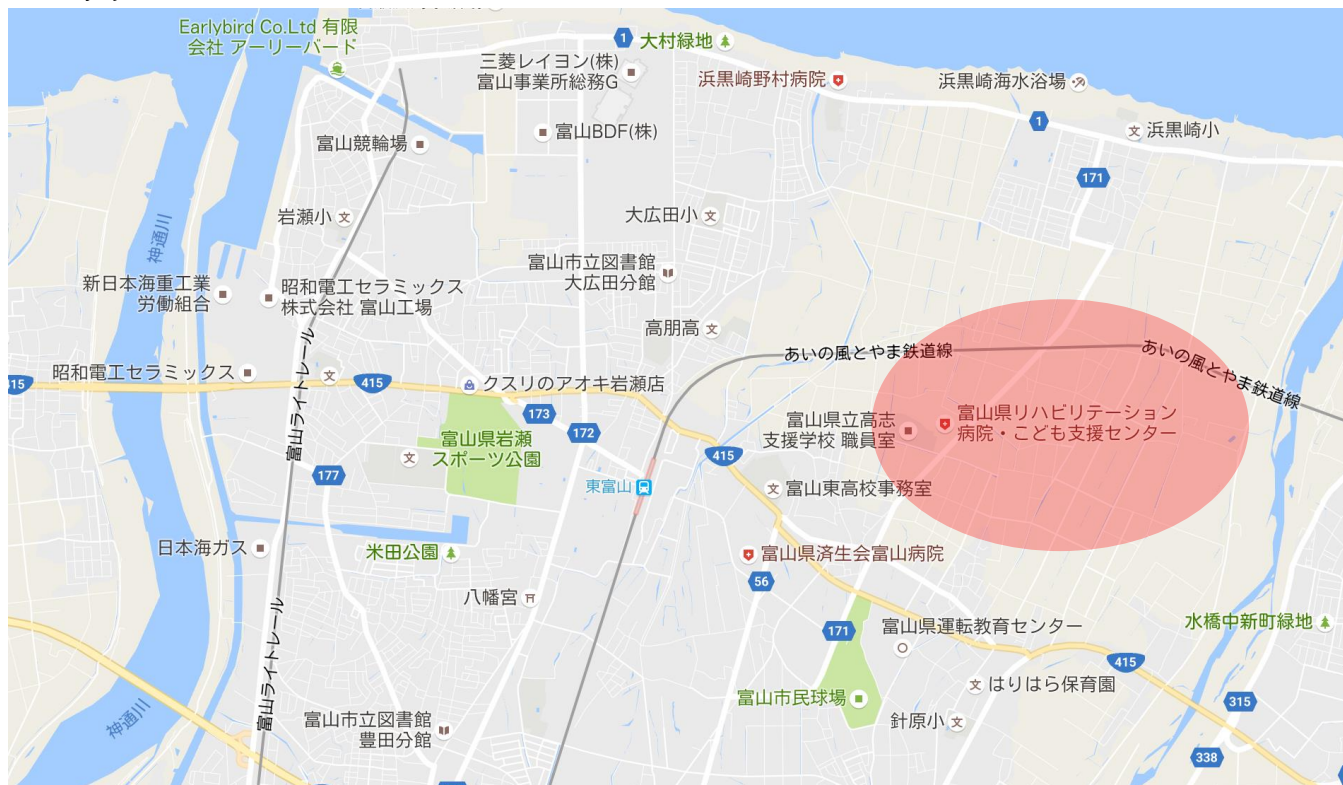 Earlybird Co.Ltd 有限
会社 アーリーバード
1
大村緑地
三菱レイヨン(株)
富山事業所総務G
浜黒崎野村病院
浜黒崎海水浴場
富山競輪場
富山BDF(株)
1
浜黒崎小
171
岩瀬小
大広田小
神通川
富山市立図書館
大広田分館
新日本海重工業
労働組合
昭和電工セラミックス
株式会社 富山工場
高朋高
あいの風とやま鉄道線
あいの風とやま鉄道線
富山ライトレール
415
昭和電工セラミックス
415
クスリのアオキ岩瀬店
173
172
富山県立高志
支援学校 職員室
富山県リハビリテーション
病院・こども支援センター
富山県岩瀬
スポーツ公園
415
177
東富山
富山東高校事務室
日本海ガス
米田公園
富山県済生会富山病院
56
八幡宮
富山ライトレール
171
富山県運転教育センター
水橋中新町緑地
415
はりはら保育園
富山市民球場
315
神通川
富山市立図書館
豊田分館
針原小
338